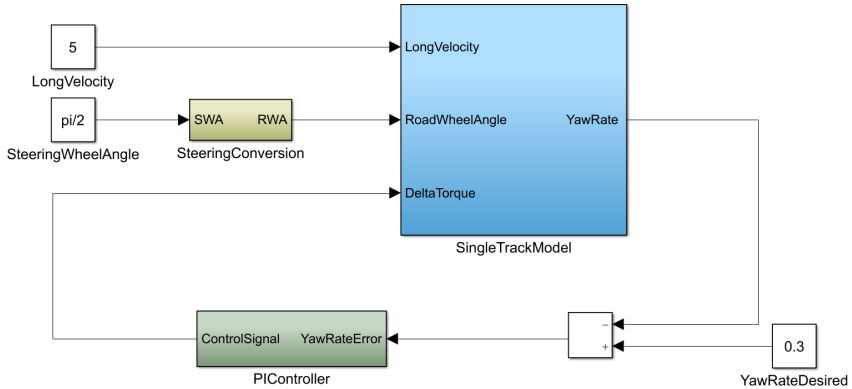 5
LongVelocity
LongVelocity
pi/2
SteeringWheelAngle
SWA RWA
SteeringConversion
RoadWheelAngle YawRate
DeltaTorque
SingleTrackModel
ControlSignal YawRateError
PIController
−
+
0.3
YawRateDesired